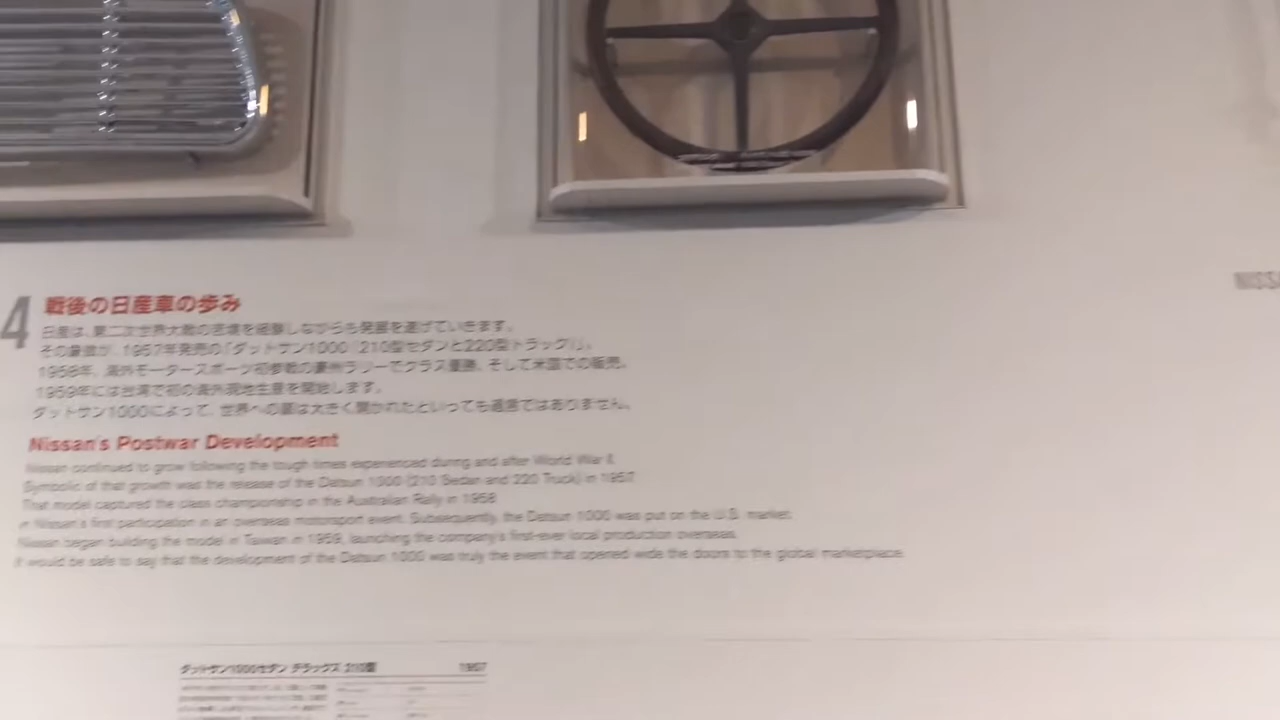 4
戦後の日産車の歩み
日産は、第二次世界大戦の苦境を経験しながらも発展を遂げていきます。
その象徴が、1957年発売の「ダットサン1000（210型セダンと220型トラック）」。
1958年、海外モータースポーツ初参戦の豪州ラリーでクラス優勝、そして米国での販売。
1959年には台湾で初の海外現地生産を開始します。
ダットサン1000によって、世界への扉は大きく開かれたといっても過言ではありません。
Nissan's Postwar Development
Nissan continued to grow following the tough times experienced during and after World War II.
Symbolic of that growth was the release of the Datsun 1000 (210 Sedan and 220 Truck) in 1957.
That model captured the class championship in the Australian Rally in 1958
in Nissan's first participation in an overseas motorsport event. Subsequently, the Datsun 1000 was put on the U.S. market.
Nissan began building the model in Taiwan in 1959, launching the company's first-ever local production overseas.
It would be safe to say that the development of the Datsun 1000 was truly the event that opened wide the doors to the global marketplace.
ダットサン1000セダン デラックス 210型 1957